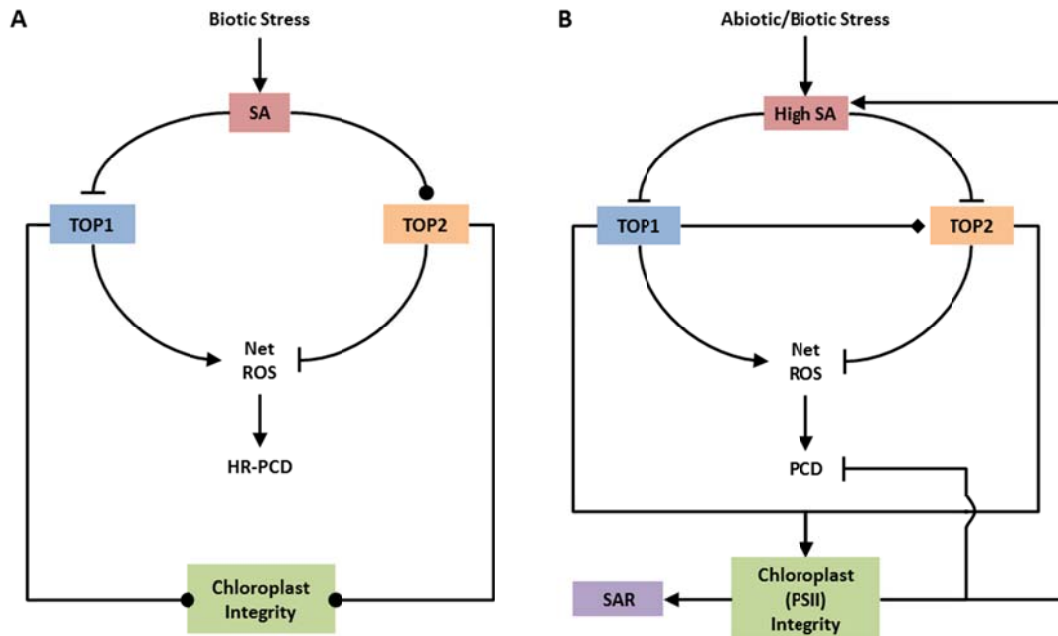 A
Biotic Stress
SA
TOP1
TOP2
Net
ROS
HR-PCD
Chloroplast
Integrity
B
Abiotic/Biotic Stress
High SA
TOP1
TOP2
Net
ROS
PCD
SAR
Chloroplast
(PSII)
Integrity